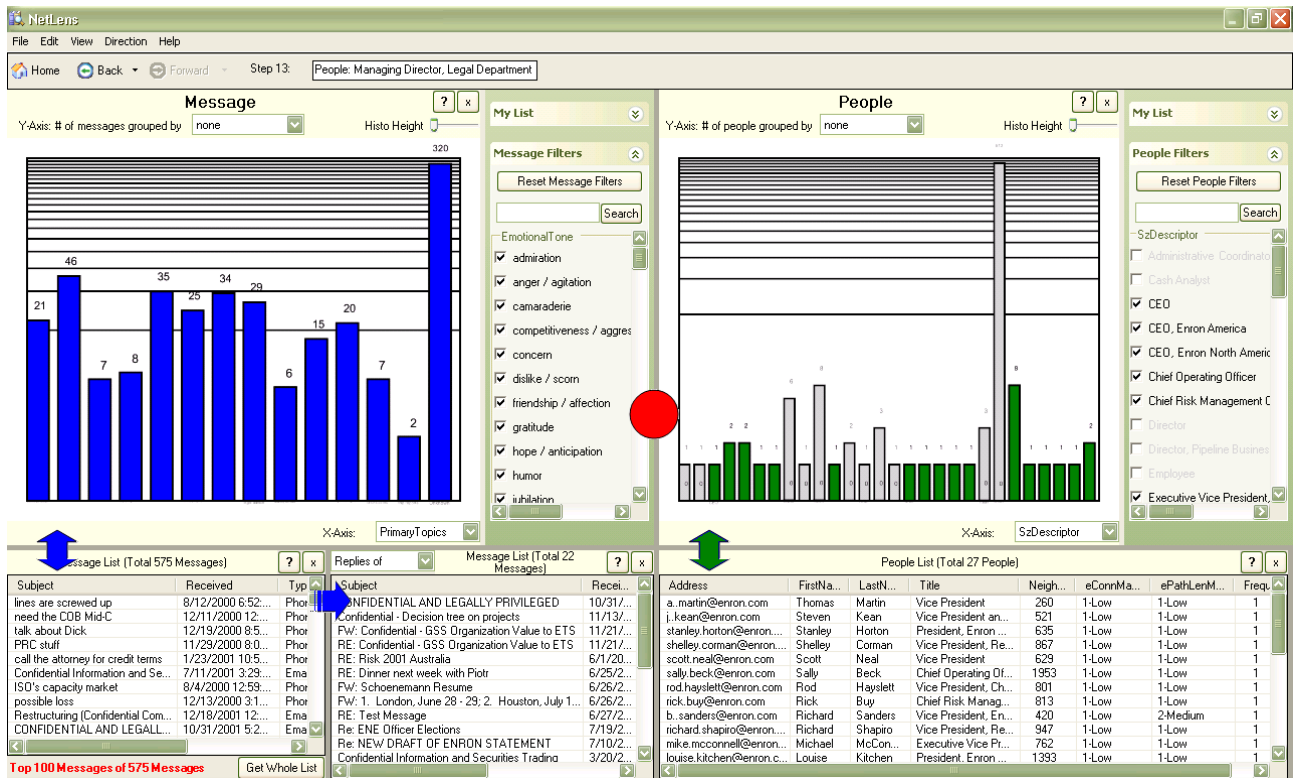 NetLens
File Edit View Direction Help
Home Back Forward Step 13: People: Managing Director, Legal Department
Message ? x
Y-Axis: # of messages grouped by none Histo Height
320
46
35
34
29
25
21
20
15
8
7
6
7
2
X-Axis: PrimaryTopics
My List
Message Filters
Reset Message Filters
Search
EmotionalTone
admiration
anger / agitation
camaraderie
competitiveness / aggres
concern
dislike / scorn
friendship / affection
gratitude
hope / anticipation
humor
jubilation
People ? x
Y-Axis: # of people grouped by none Histo Height
X-Axis: SzDescriptor
My List
People Filters
Reset People Filters
Search
SzDescriptor
Administrative Coordinato
Cash Analyst
CEO
CEO, Enron America
CEO, Enron North Americ
Chief Operating Officer
Chief Risk Management C
Director
Director, Pipeline Busines
Employee
Executive Vice President,
essage List (Total 575 Messages) ? x
Subject Received Typ
lines are screwed up 8/12/2000 6:52:... Phor
need the COB Mid-C 12/11/2000 12:... Phor
talk about Dick 12/19/2000 8:5... Phor
PRC stuff 11/29/2000 8:0... Phor
call the attorney for credit terms 1/23/2001 10:5... Phor
Confidential Information and Se... 7/11/2001 3:29:... Ema
ISO's capacity market 8/4/2000 12:59:... Phor
possible loss 12/13/2000 3:1... Phor
Restructuring (Confidential Com... 12/18/2001 12:... Ema
CONFIDENTIAL AND LEGALL... 10/31/2001 5:2... Ema
Top 100 Messages of 575 Messages Get Whole List
Replies of Message List (Total 22 Messages) ? x
Subject Recei...
ONFIDENTIAL AND LEGALLY PRIVILEGED 10/31/...
Confidential - Decision tree on projects 11/13/...
FW: Confidential - GSS Organization Value to ETS 11/21/...
RE: Confidential - GSS Organization Value to ETS 11/21/...
RE: Risk 2001 Australia 6/1/20...
RE: Dinner next week with Piotr 6/25/2...
FW: Schoenemann Resume 6/26/2...
FW: 1. London, June 28 - 29; 2. Houston, July 1... 6/26/2...
RE: Test Message 6/27/2...
Re: ENE Officer Elections 7/19/2...
Re: NEW DRAFT OF ENRON STATEMENT 7/10/2...
Confidential Information and Securities Trading 3/20/2...
People List (Total 27 People) ? x
Address FirstNa... LastN... Title Neigh... eConnMa... ePathLenM... Frequ
a..martin@enron.com Thomas Martin Vice President 260 1-Low 1-Low 1
j..kean@enron.com Steven Kean Vice President an... 521 1-Low 1-Low 1
stanley.horton@enron.... Stanley Horton President, Enron ... 635 1-Low 1-Low 1
shelley.corman@enron.... Shelley Corman Vice President, Re... 867 1-Low 1-Low 1
scott.neal@enron.com Scott Neal Vice President 629 1-Low 1-Low 1
sally.beck@enron.com Sally Beck Chief Operating Of... 1953 1-Low 1-Low 1
rod.hayslett@enron.com Rod Hayslett Vice President, Ch... 801 1-Low 1-Low 1
rick.buy@enron.com Rick Buy Chief Risk Manag... 813 1-Low 1-Low 1
b..sanders@enron.com Richard Sanders Vice President, En... 420 1-Low 2-Medium 1
richard.shapiro@enron.... Richard Shapiro Vice President, Re... 947 1-Low 1-Low 1
mike.mcconnell@enron... Michael McCon... Executive Vice Pr... 762 1-Low 1-Low 1
louise.kitchen@enron.c... Louise Kitchen President, Enron ... 1393 1-Low 1-Low 1